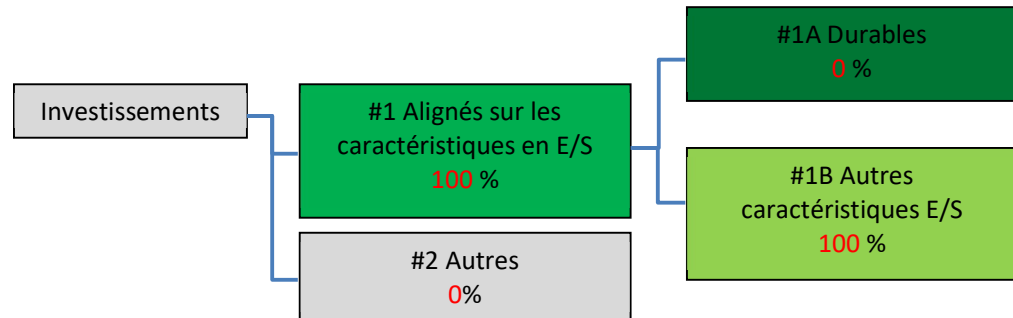 Investissements
#1 Alignés sur les
caractéristiques en E/S
100 %
#2 Autres
0%
#1A Durables
0 %
#1B Autres
caractéristiques E/S
100 %